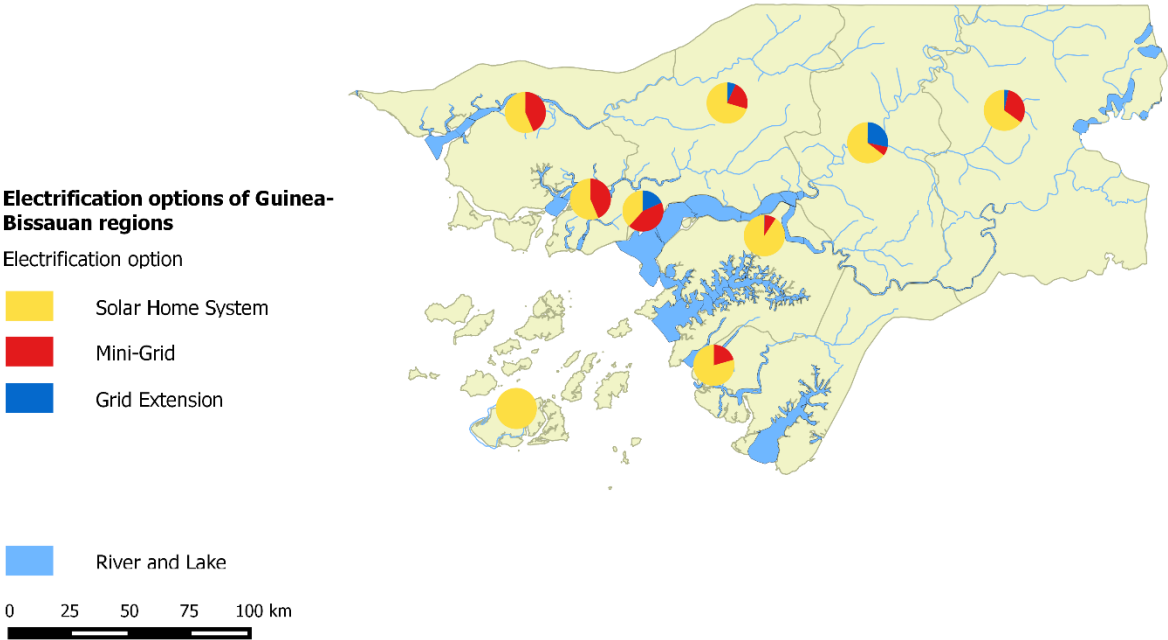 Electrification options of Guinea-
Bissauan regions
Electrification option
Solar Home System
Mini-Grid
Grid Extension
River and Lake
0 25 50 75 100 km